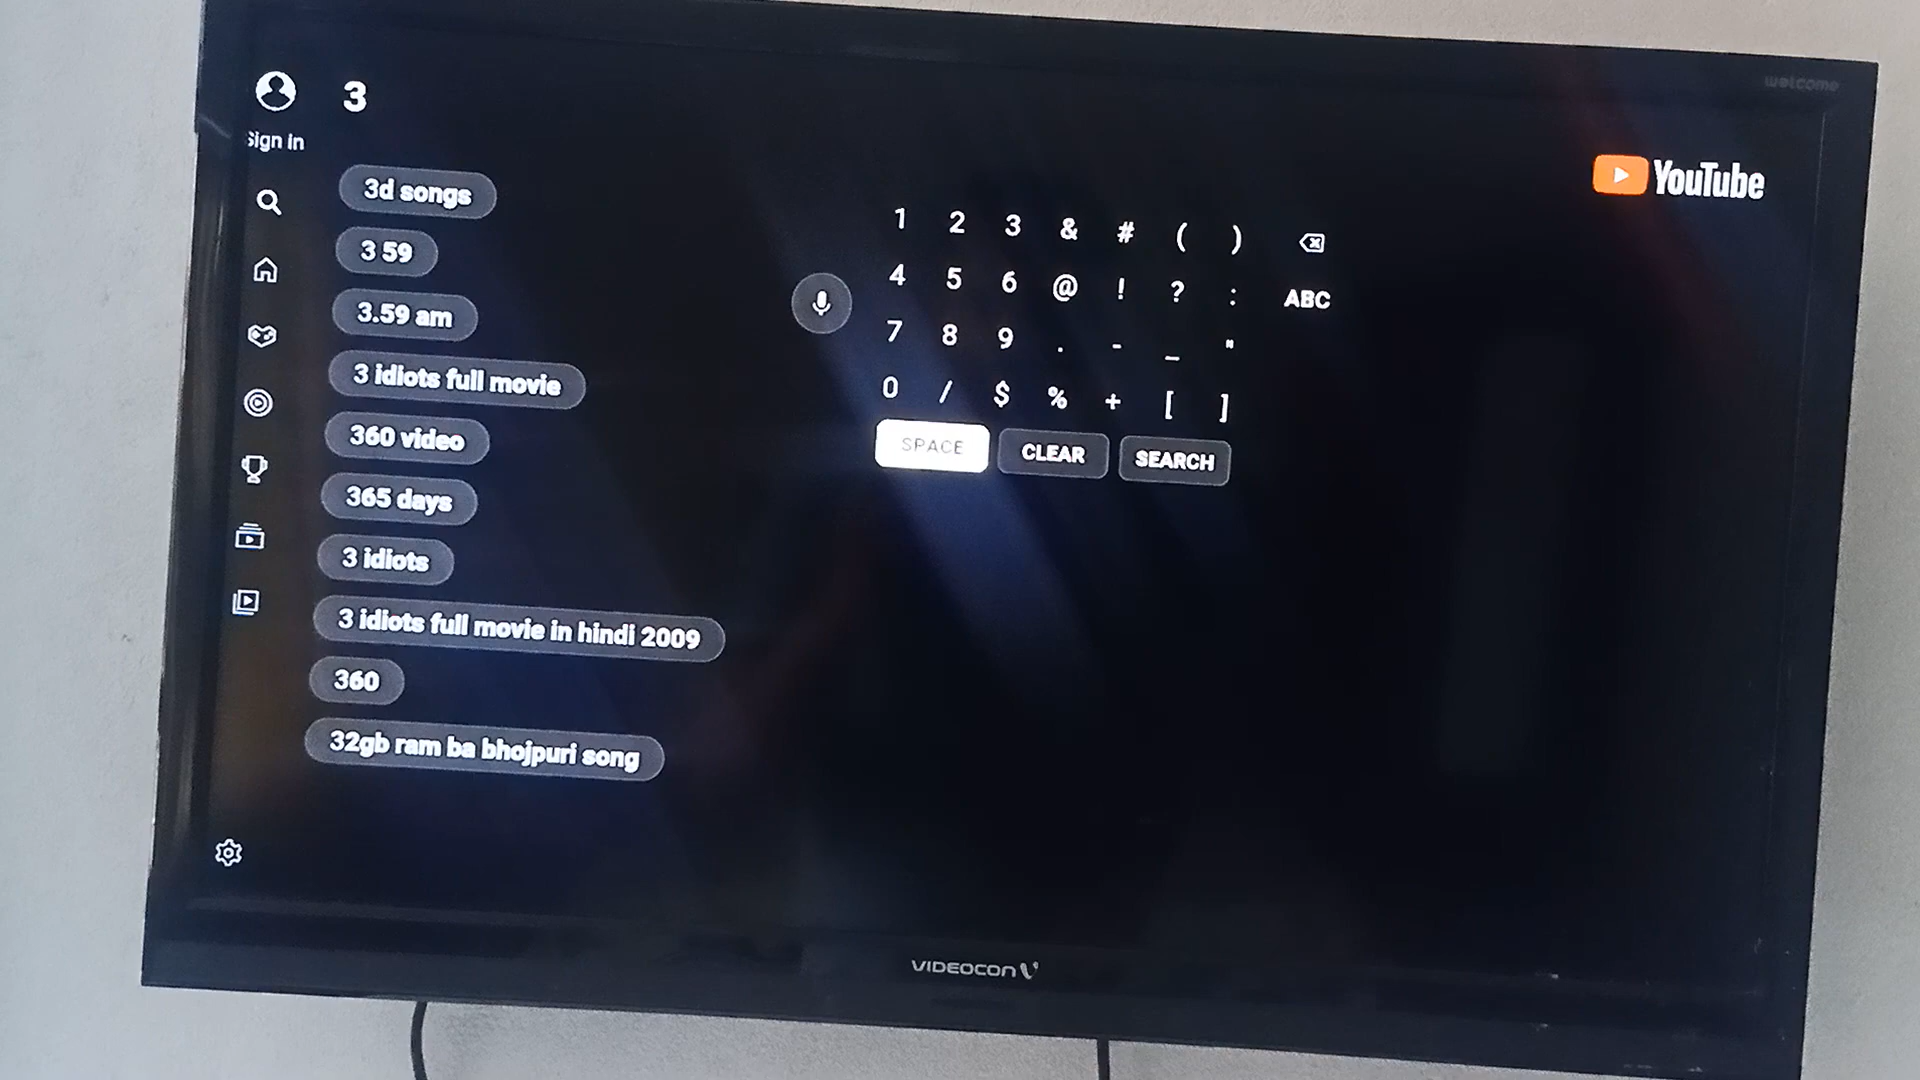 welcome
3
Sign in
YouTube
3d songs
3 59
3.59 am
3 idiots full movie
360 video
365 days
3 idiots
3 idiots full movie in hindi 2009
360
32gb ram ba bhojpuri song
1 2 3 & # ( )
4 5 6 @ ! ? : ABC
7 8 9 . - _ "
0 / $ % + [ ]
SPACE CLEAR SEARCH
VIDEOCON